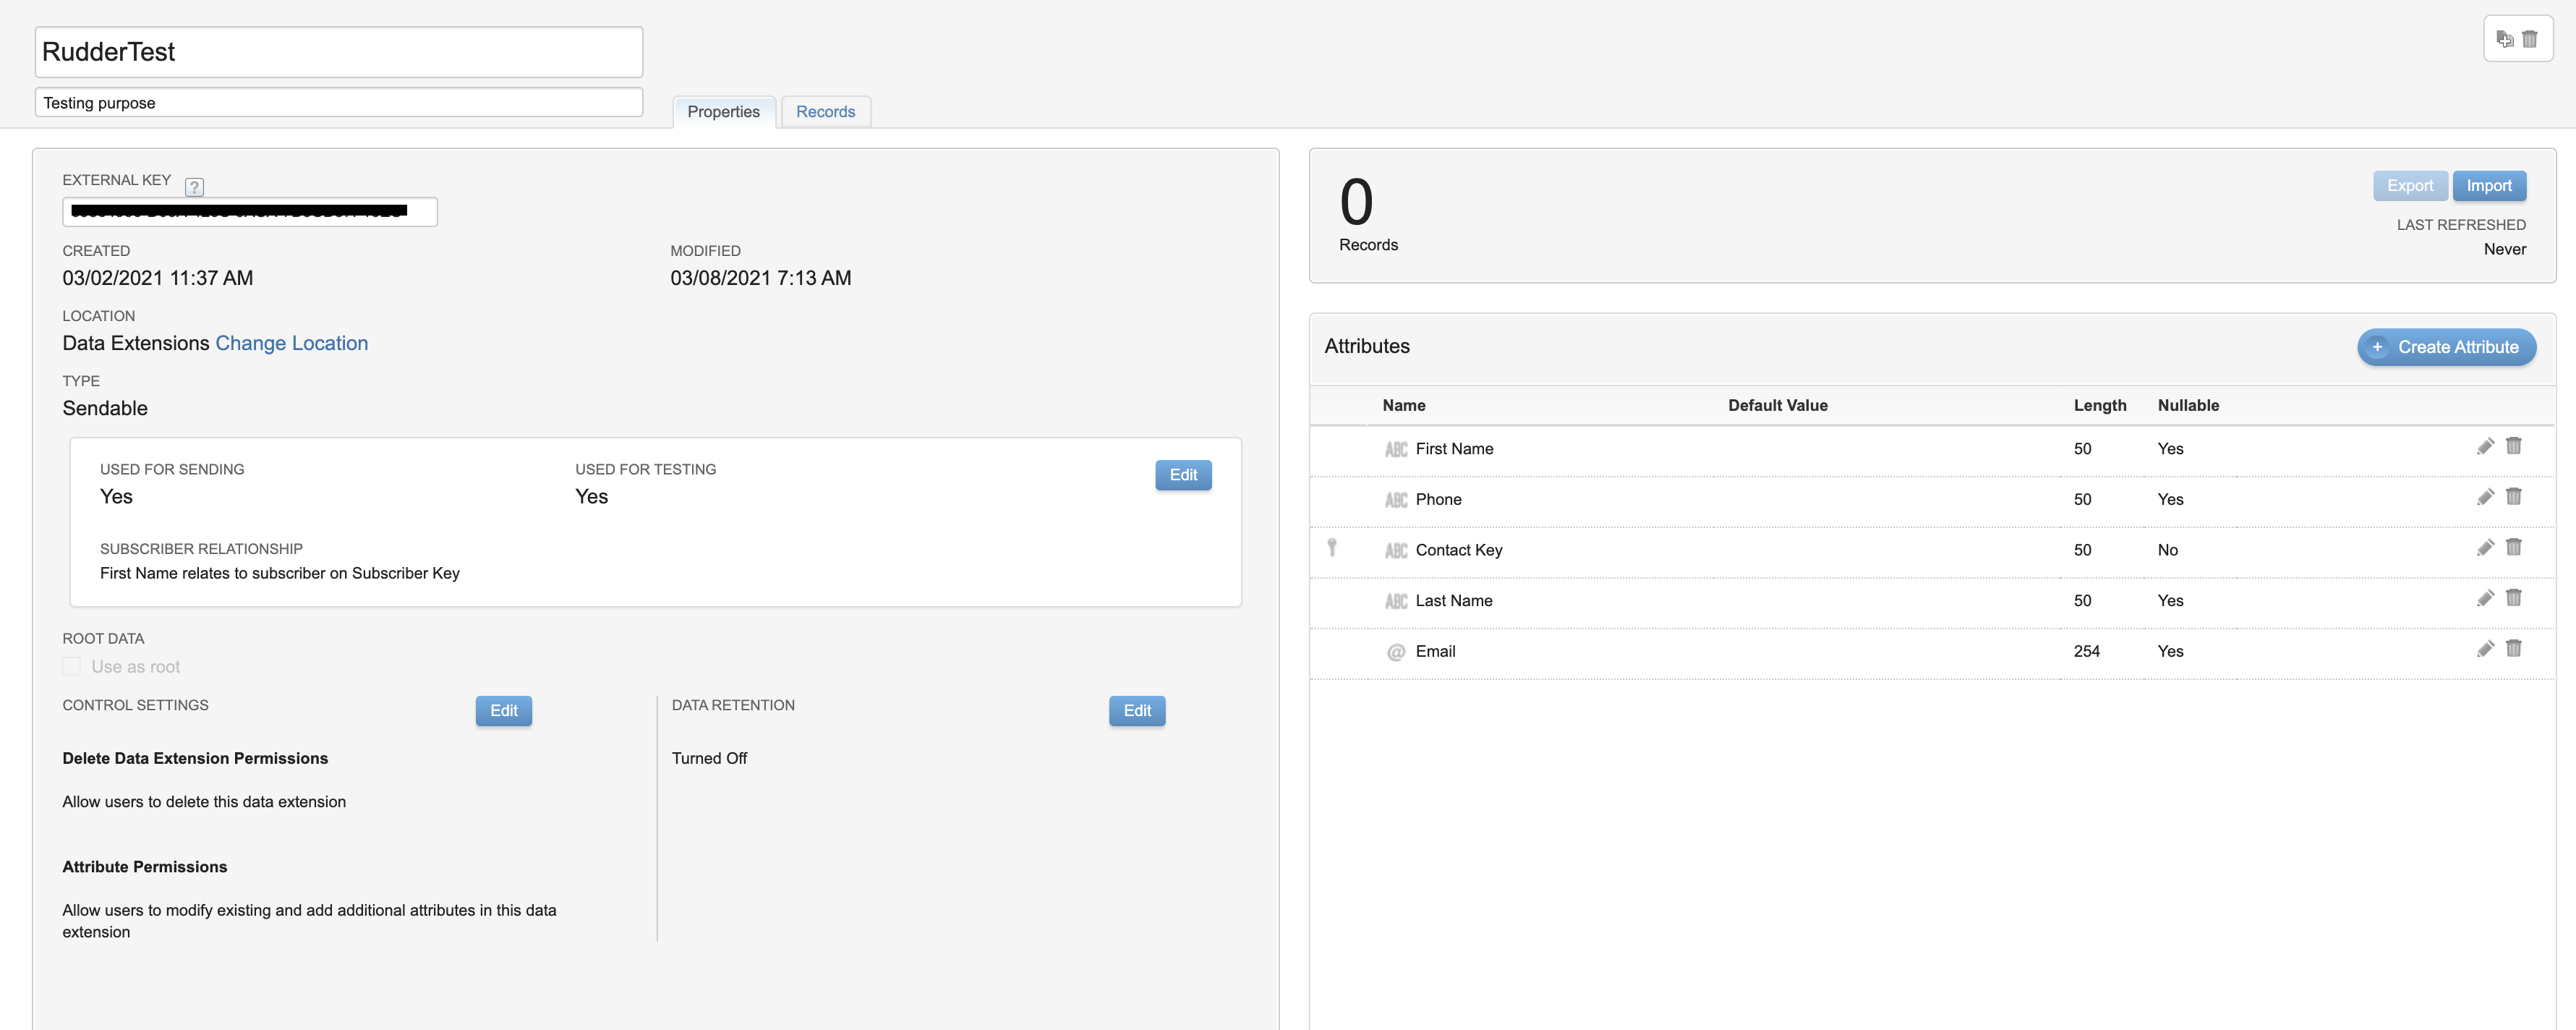 RudderTest
Testing purpose
Properties
Records
EXTERNAL KEY ?
CREATED
03/02/2021 11:37 AM
MODIFIED
03/08/2021 7:13 AM
LOCATION
Data Extensions Change Location
TYPE
Sendable
USED FOR SENDING
Yes
USED FOR TESTING
Yes
Edit
SUBSCRIBER RELATIONSHIP
First Name relates to subscriber on Subscriber Key
ROOT DATA
Use as root
CONTROL SETTINGS
Edit
Delete Data Extension Permissions
Allow users to delete this data extension
Attribute Permissions
Allow users to modify existing and add additional attributes in this data
extension
DATA RETENTION
Edit
Turned Off
0
Records
Export
Import
LAST REFRESHED
Never
Attributes
+ Create Attribute
Name Default Value Length Nullable
ABC First Name 50 Yes
ABC Phone 50 Yes
ABC Contact Key 50 No
ABC Last Name 50 Yes
@ Email 254 Yes